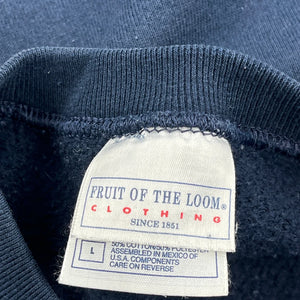 FRUIT OF THE LOOM®
CLOTHING
SINCE 1851
L
50% COTTON/50% POLYESTER
ASSEMBLED IN MEXICO OF
U.S.A. COMPONENTS
CARE ON REVERSE